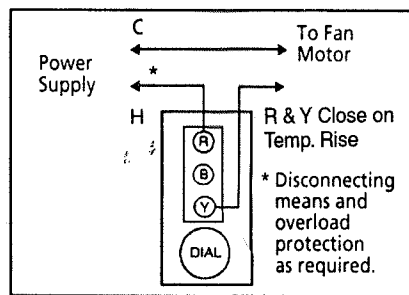 C
To Fan
Motor
Power
Supply
*
H
R & Y Close on
Temp. Rise
R
B
Y
DIAL
* Disconnecting
means and
overload
protection
as required.